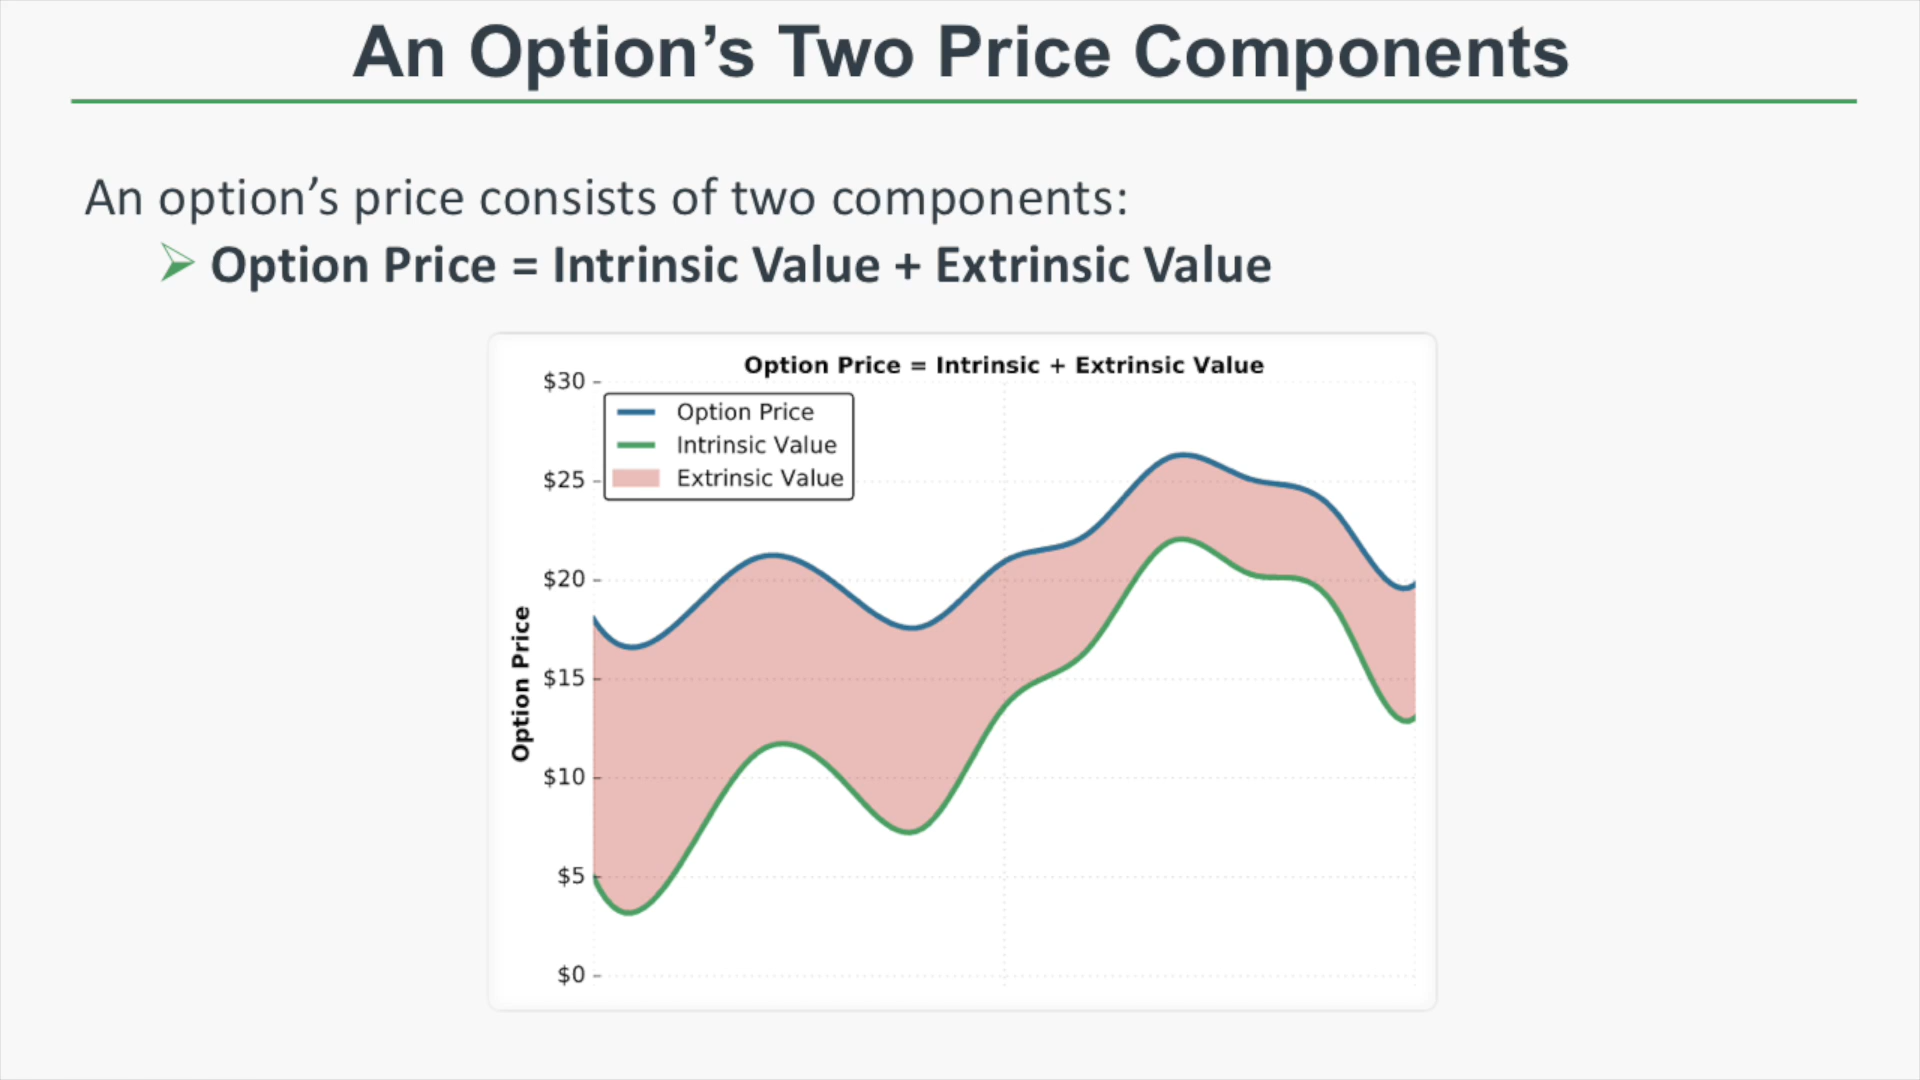 An Option’s Two Price Components
An option’s price consists of two components:
Option Price = Intrinsic Value + Extrinsic Value
Option Price = Intrinsic + Extrinsic Value
Option Price
Intrinsic Value
Extrinsic Value
$30
$25
$20
$15
$10
$5
$0
Option Price